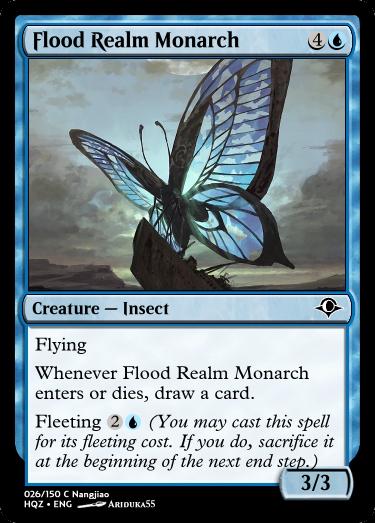 Flood Realm Monarch 4
Creature — Insect
Flying
Whenever Flood Realm Monarch
enters or dies, draw a card.
Fleeting 2 (You may cast this spell
for its fleeting cost. If you do, sacrifice it
at the beginning of the next end step.)
3/3
026/150 C Nangjiao
HQZ • ENG Ariduka55